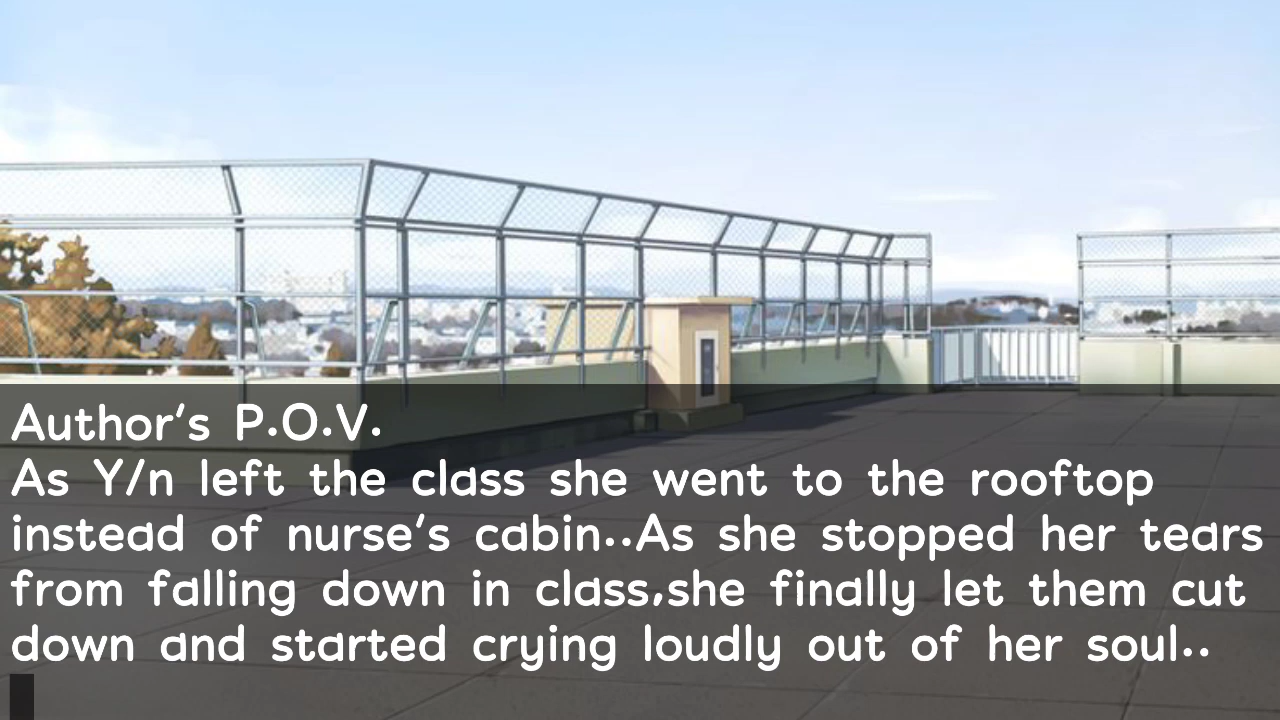 Author's P.O.V.
As Y/n left the class she went to the rooftop
instead of nurse's cabin..As she stopped her tears
from falling down in class,she finally let them cut
down and started crying loudly out of her soul..